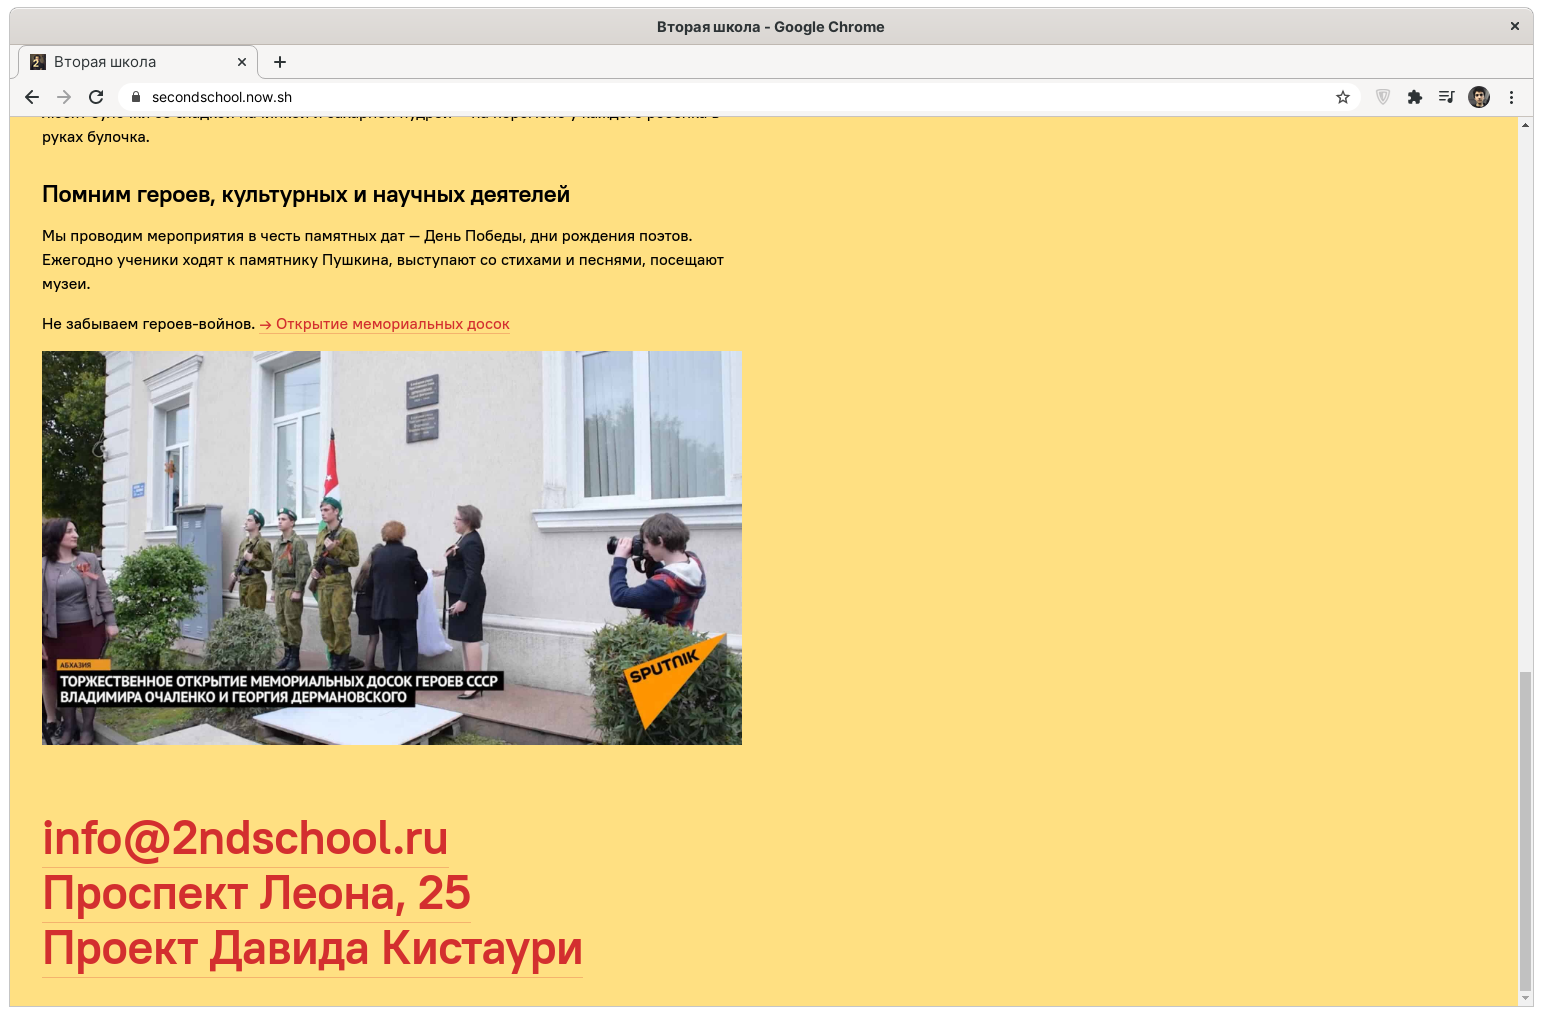 Вторая школа - Google Chrome
Вторая школа
secondschool.now.sh
руках булочка.
Помним героев, культурных и научных деятелей
Мы проводим мероприятия в честь памятных дат — День Победы, дни рождения поэтов.
Ежегодно ученики ходят к памятнику Пушкина, выступают со стихами и песнями, посещают
музеи.
Не забываем героев-войнов. → Открытие мемориальных досок
АБХАЗИЯ
ТОРЖЕСТВЕННОЕ ОТКРЫТИЕ МЕМОРИАЛЬНЫХ ДОСОК ГЕРОЕВ СССР
ВЛАДИМИРА ОЧАЛЕНКО И ГЕОРГИЯ ДЕРМАНОВСКОГО
SPUTNIK
info@2ndschool.ru
Проспект Леона, 25
Проект Давида Кистаури